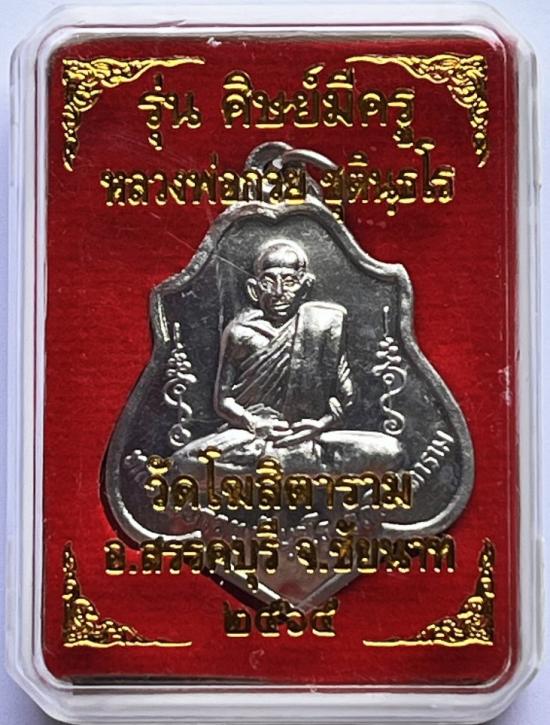 รุ่น ศิษย์มีครู
หลวงพ่อกวย ชุตินฺธโร
วัดโฆสิตาราม
อ.สรรคบุรี จ.ชัยนาท
๒๕๖๕